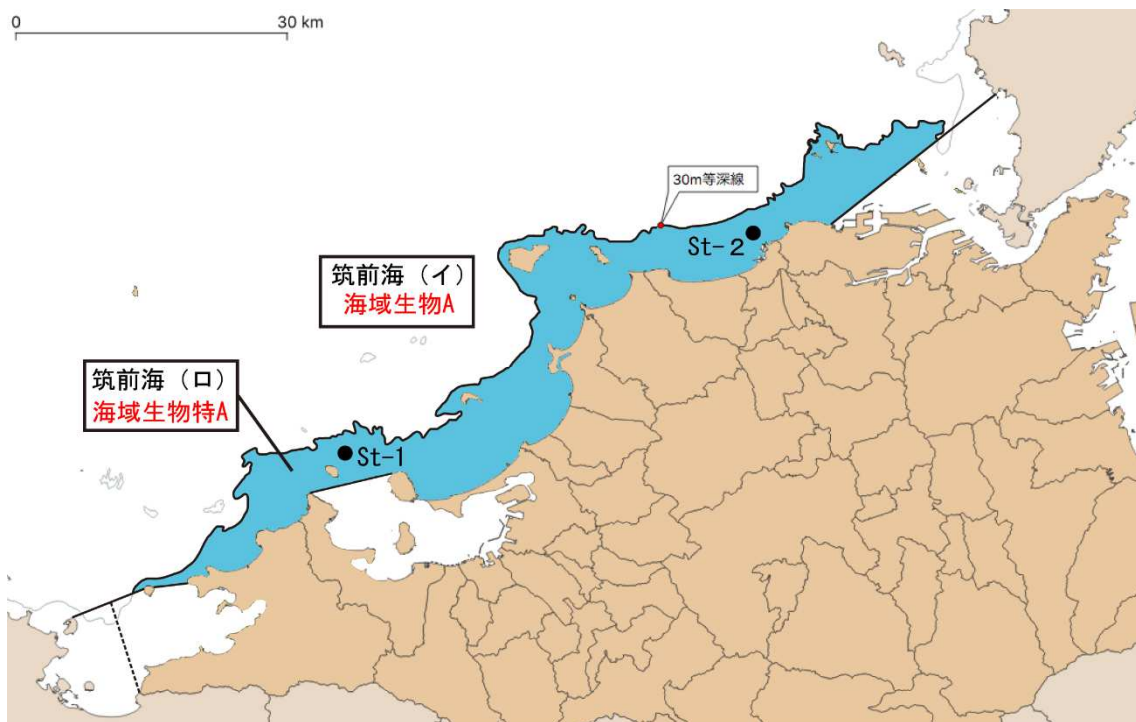 0 30 km
30m等深線
St-２
筑前海（イ）
海域生物A
筑前海（ロ）
海域生物特A
St-1